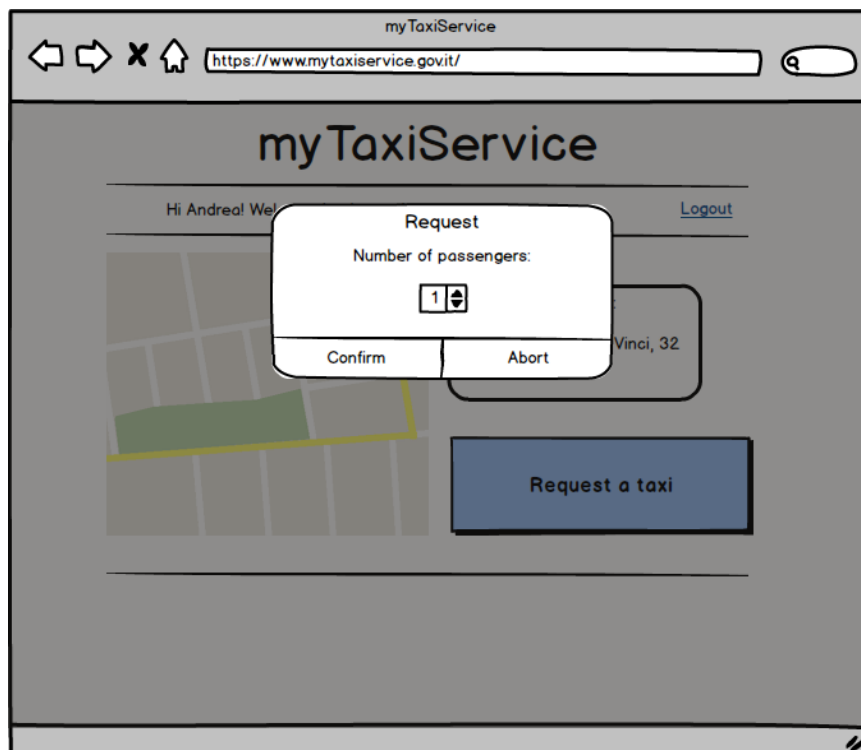 myTaxiService
https://www.mytaxiservice.gov.it/
myTaxiService
Hi Andrea!
Logout
Request
Number of passengers:
1
Confirm
Abort
Vinci, 32
Request a taxi